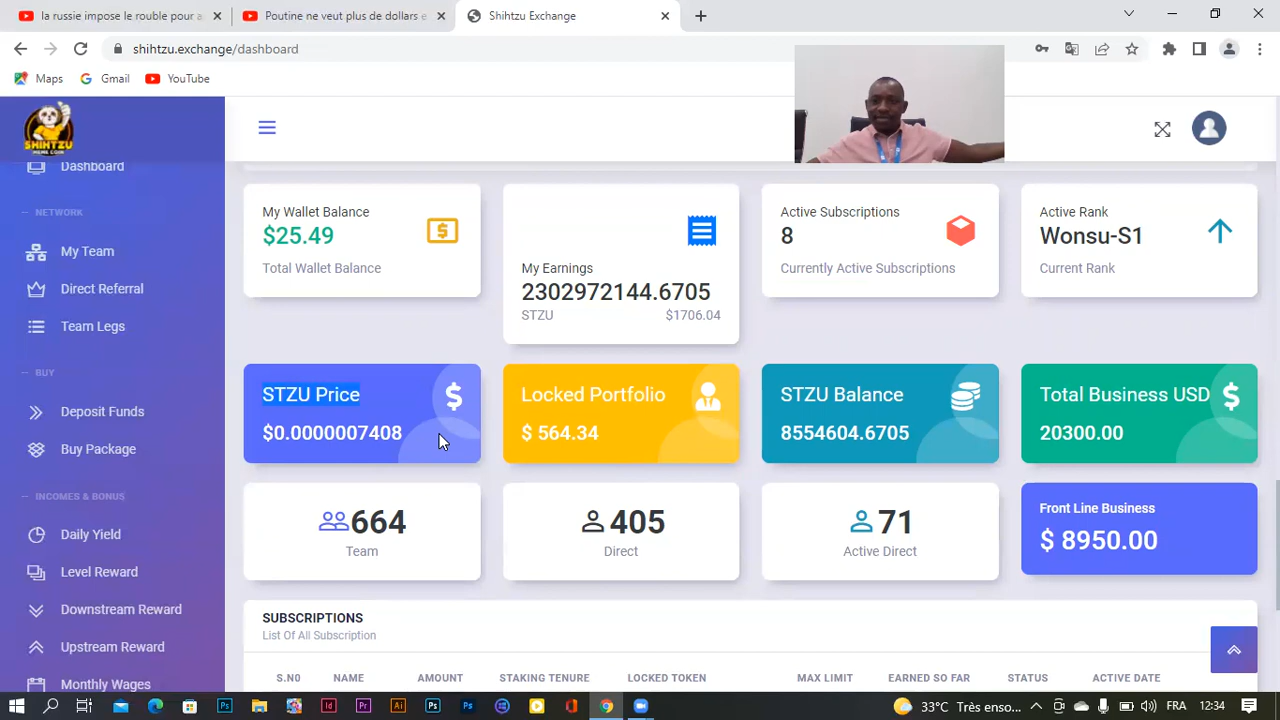 la russie impose le rouble pour a
Poutine ne veut plus de dollars e
Shihtzu Exchange
shihtzu.exchange/dashboard
Maps
Gmail
YouTube
SHIHTZU
MEME COIN
Dashboard
NETWORK
My Team
Direct Referral
Team Legs
BUY
Deposit Funds
Buy Package
INCOMES & BONUS
Daily Yield
Level Reward
Downstream Reward
Upstream Reward
Monthly Wages
My Wallet Balance
$25.49
Total Wallet Balance
My Earnings
2302972144.6705
STZU $1706.04
Active Subscriptions
8
Currently Active Subscriptions
Active Rank
Wonsu-S1
Current Rank
STZU Price
$0.0000007408
Locked Portfolio
$ 564.34
STZU Balance
8554604.6705
Total Business USD
20300.00
664
Team
405
Direct
71
Active Direct
Front Line Business
$ 8950.00
SUBSCRIPTIONS
List Of All Subscription
S.N0 NAME AMOUNT STAKING TENURE LOCKED TOKEN MAX LIMIT EARNED SO FAR STATUS ACTIVE DATE
33°C Très enso... FRA 12:34